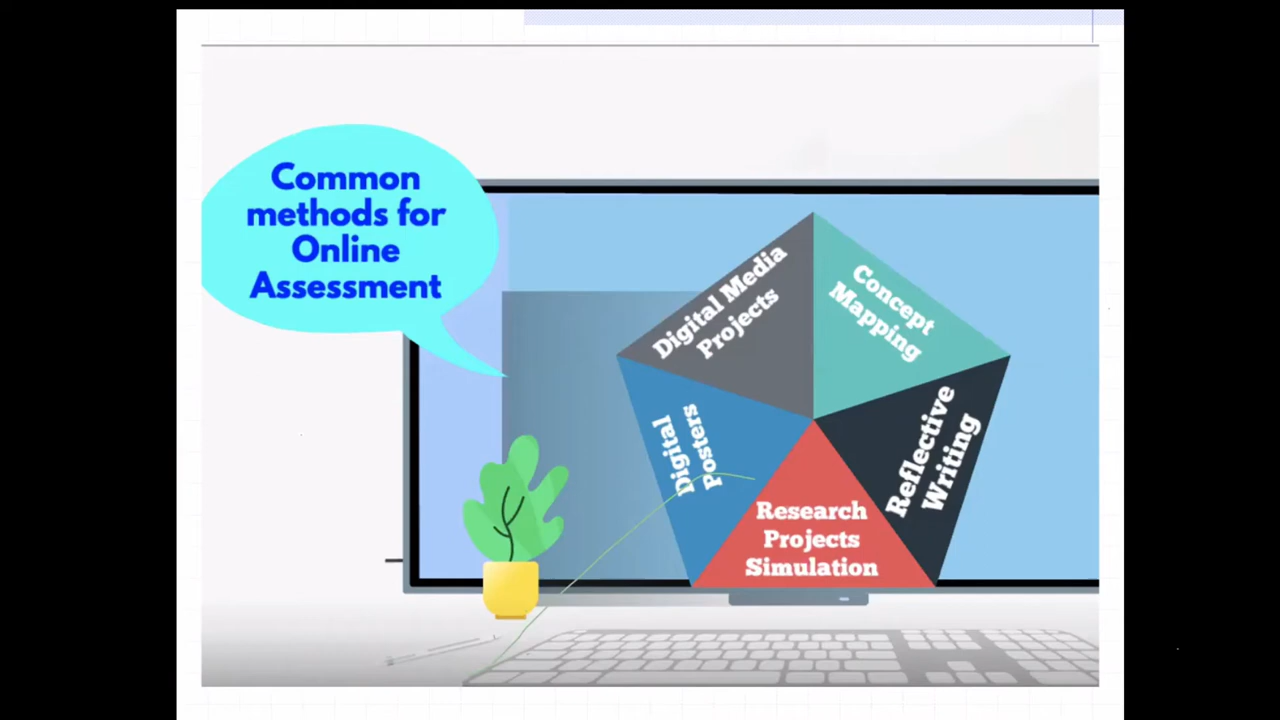 Common
methods for
Online
Assessment
Digital Media
Projects
Concept
Mapping
Digital
Posters
Reflective
Writing
Research
Projects
Simulation